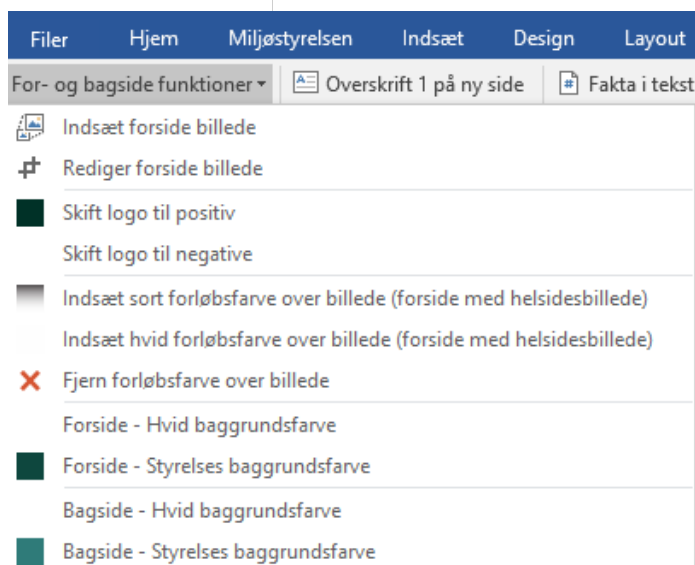 Filer Hjem Miljøstyrelsen Indsæt Design Layout
For- og bagside funktioner Overskrift 1 på ny side # Fakta i tekst
Indsæt forside billede
Rediger forside billede
Skift logo til positiv
Skift logo til negative
Indsæt sort forløbsfarve over billede (forside med helsidesbillede)
Indsæt hvid forløbsfarve over billede (forside med helsidesbillede)
Fjern forløbsfarve over billede
Forside - Hvid baggrundsfarve
Forside - Styrelses baggrundsfarve
Bagside - Hvid baggrundsfarve
Bagside - Styrelses baggrundsfarve